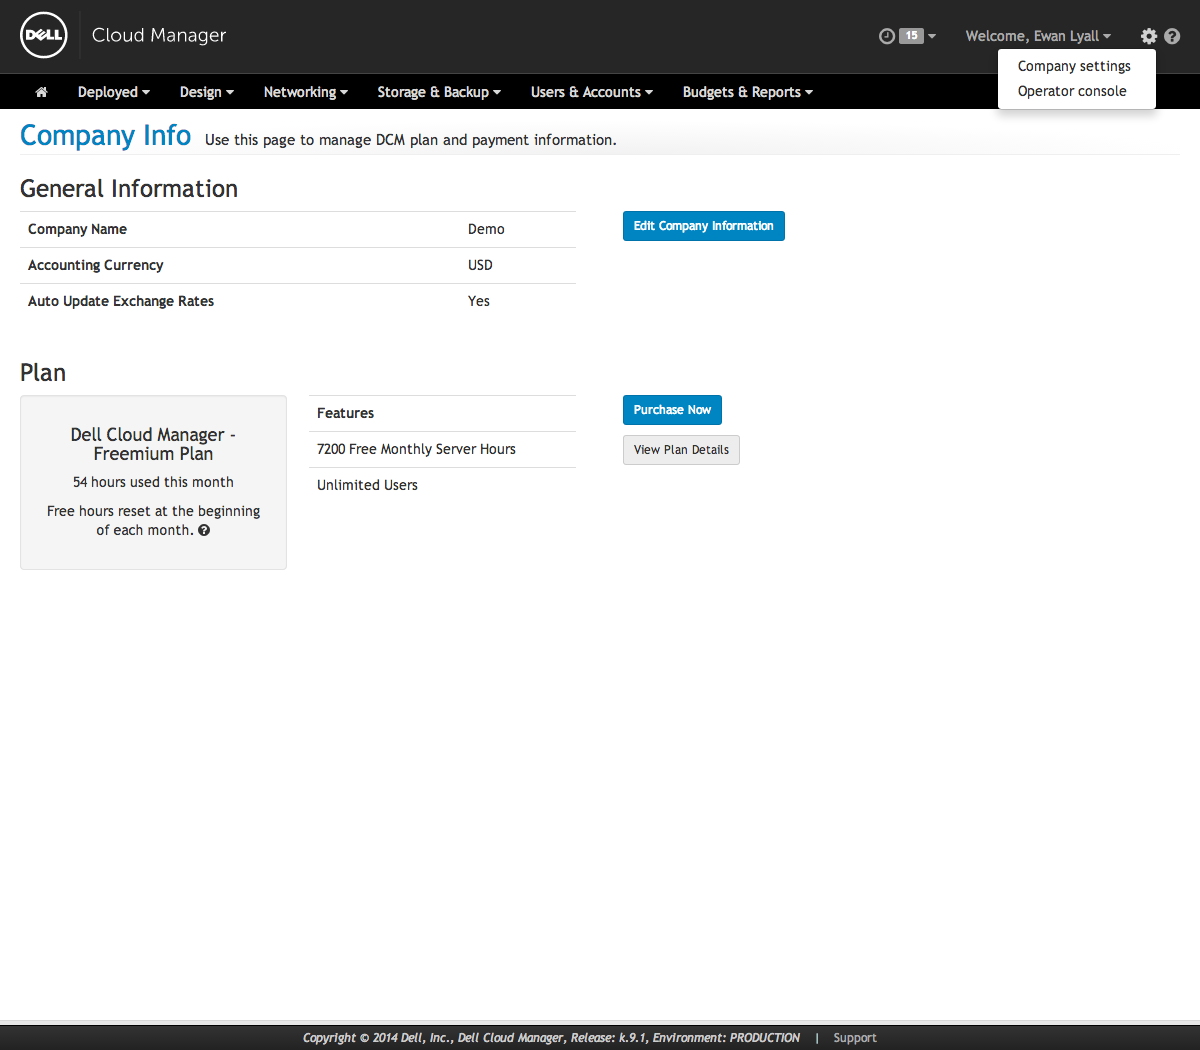 DELL
Cloud Manager
15
Welcome, Ewan Lyall
Company settings
Operator console
Deployed
Design
Networking
Storage & Backup
Users & Accounts
Budgets & Reports
Company Info
Use this page to manage DCM plan and payment information.
General Information
Company Name Demo
Accounting Currency USD
Auto Update Exchange Rates Yes
Edit Company Information
Plan
Dell Cloud Manager -
Freemium Plan
54 hours used this month
Free hours reset at the beginning
of each month. ?
Features
7200 Free Monthly Server Hours
Unlimited Users
Purchase Now
View Plan Details
Copyright © 2014 Dell, Inc., Dell Cloud Manager, Release: k.9.1, Environment: PRODUCTION | Support